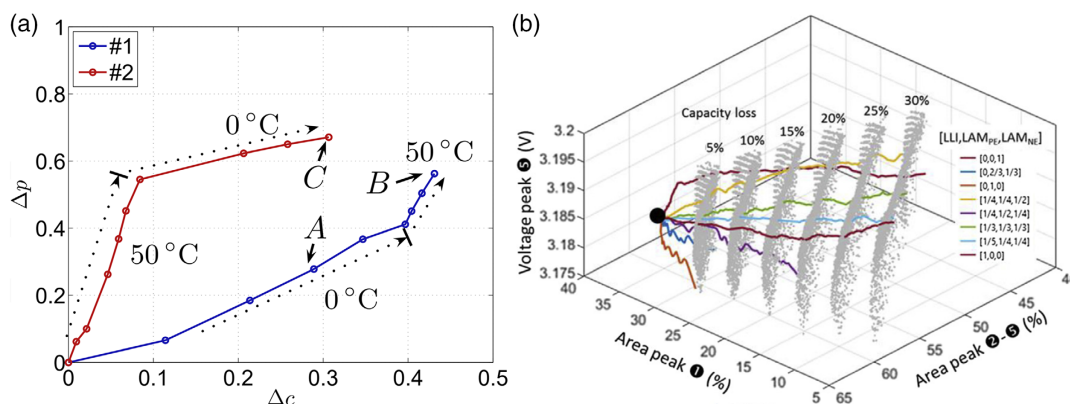 (a)
#1
#2
1
0.8
0.6
0.4
0.2
0
0
0.1
0.2
0.3
0.4
0.5
Δp
Δc
0 °C
50 °C
C
B
50 °C
A
0 °C
(b)
Capacity loss
5%
10%
15%
20%
25%
30%
[LLI,LAM_PE,LAM_NE]
[0,0,1]
[0,2/3,1/3]
[0,1,0]
[1/4,1/4,1/2]
[1/4,1/2,1/4]
[1/3,1/3,1/3]
[1/5,1/4,1/4]
[1,0,0]
Voltage peak ❺ (V)
3.2
3.195
3.19
3.185
3.18
3.175
40
35
30
25
20
15
10
5
Area peak ❶ (%)
65
60
55
50
45
Area peak ❷-❺ (%)